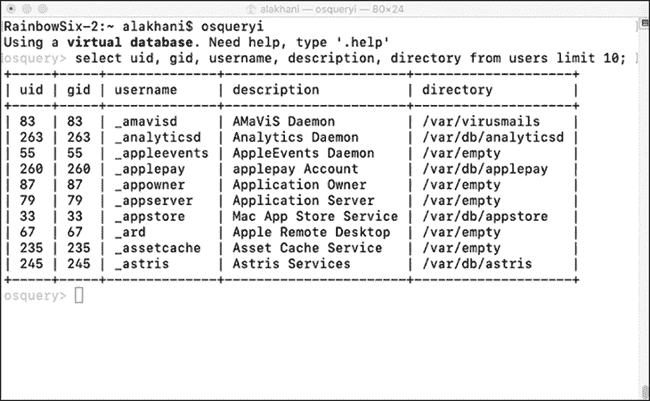 alakhani — osqueryi — 80×24
RainbowSix-2:~ alakhani$ osqueryi
Using a virtual database. Need help, type '.help'
osquery> select uid, gid, username, description, directory from users limit 10;
+-----+-----+--------------+-----------------------+--------------------+
| uid | gid | username | description | directory |
+-----+-----+--------------+-----------------------+--------------------+
| 83 | 83 | _amavisd | AMaViS Daemon | /var/virusmails |
| 263 | 263 | _analyticsd | Analytics Daemon | /var/db/analyticsd |
| 55 | 55 | _appleevents | AppleEvents Daemon | /var/empty |
| 260 | 260 | _applepay | applepay Account | /var/db/applepay |
| 87 | 87 | _appowner | Application Owner | /var/empty |
| 79 | 79 | _appserver | Application Server | /var/empty |
| 33 | 33 | _appstore | Mac App Store Service | /var/db/appstore |
| 67 | 67 | _ard | Apple Remote Desktop | /var/empty |
| 235 | 235 | _assetcache | Asset Cache Service | /var/empty |
| 245 | 245 | _astris | Astris Services | /var/db/astris |
+-----+-----+--------------+-----------------------+--------------------+
osquery>